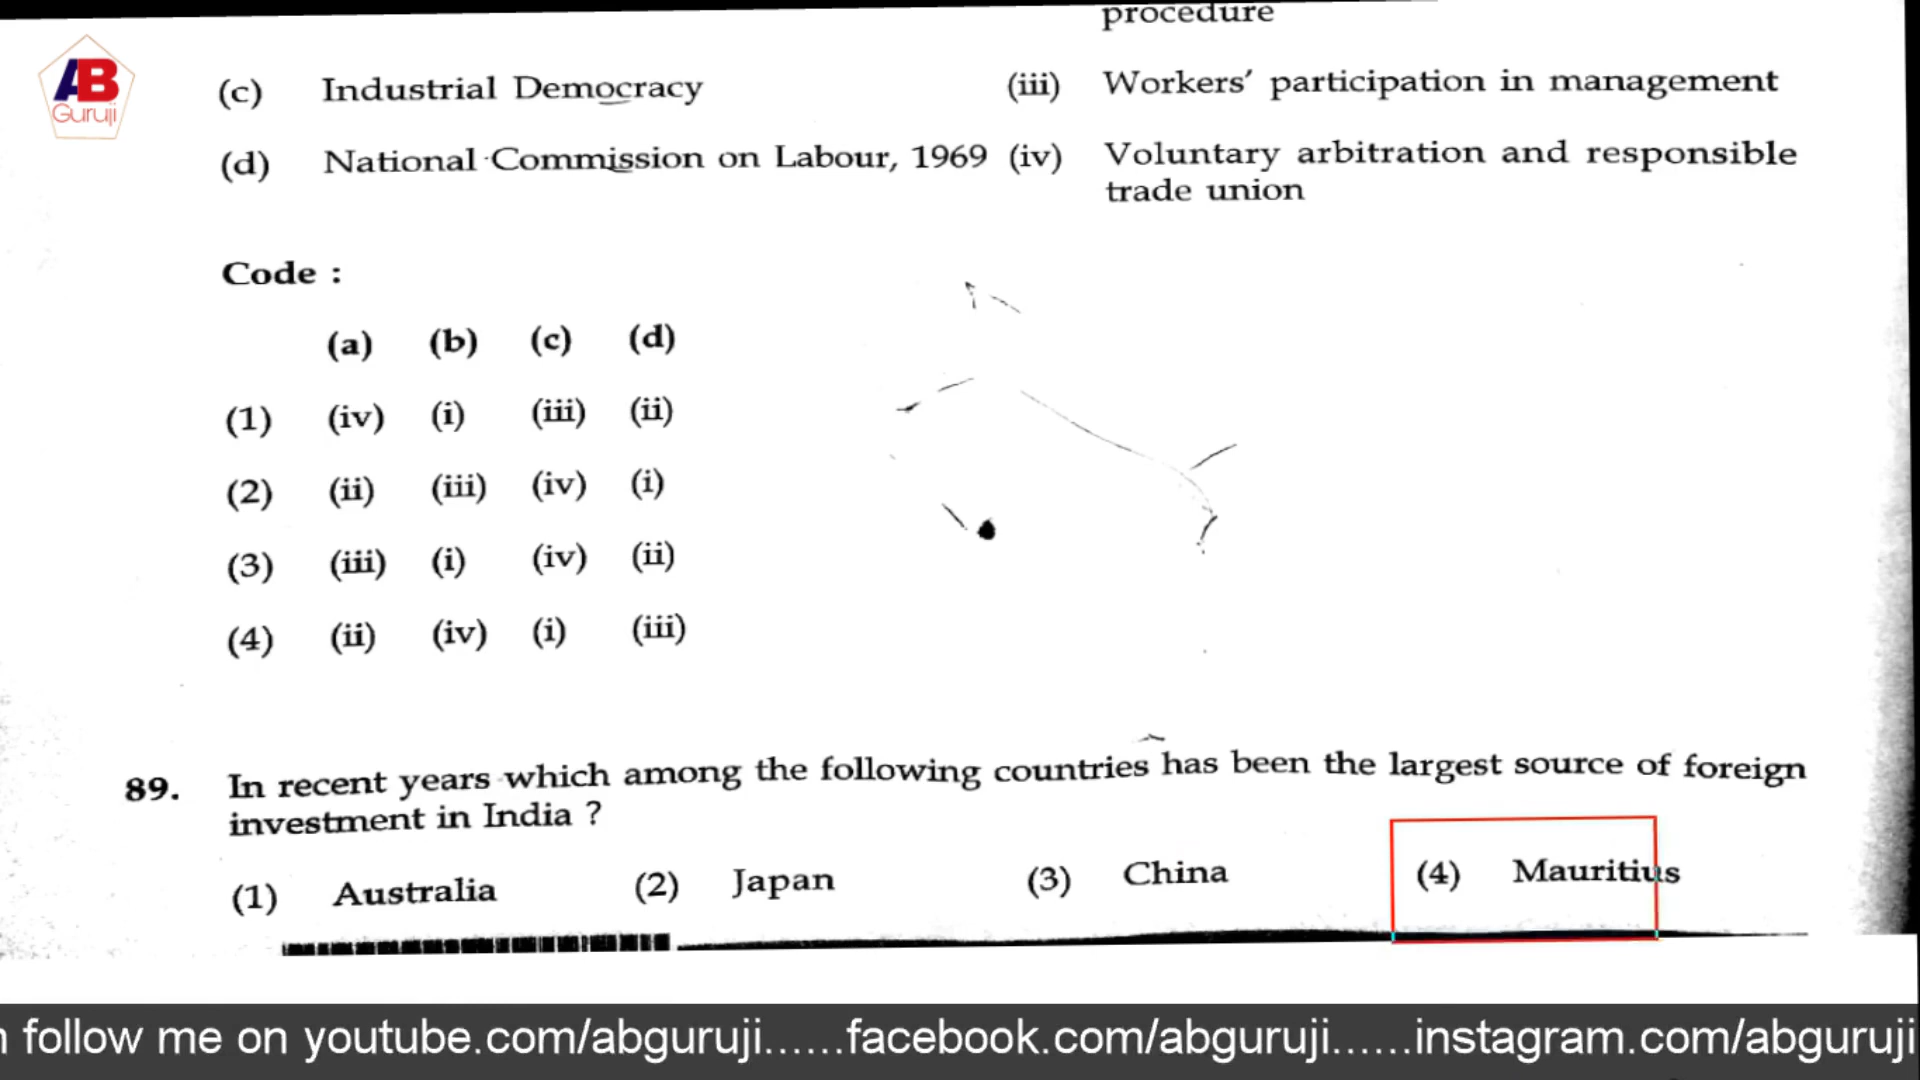 procedure
AB
Guruji
(c) Industrial Democracy (iii) Workers' participation in management
(d) National Commission on Labour, 1969 (iv) Voluntary arbitration and responsible
trade union
Code :
(a) (b) (c) (d)
(1) (iv) (i) (iii) (ii)
(2) (ii) (iii) (iv) (i)
(3) (iii) (i) (iv) (ii)
(4) (ii) (iv) (i) (iii)
89. In recent years which among the following countries has been the largest source of foreign
investment in India ?
(1) Australia (2) Japan (3) China (4) Mauritius
follow me on youtube.com/abguruji......facebook.com/abguruji......instagram.com/abguruji